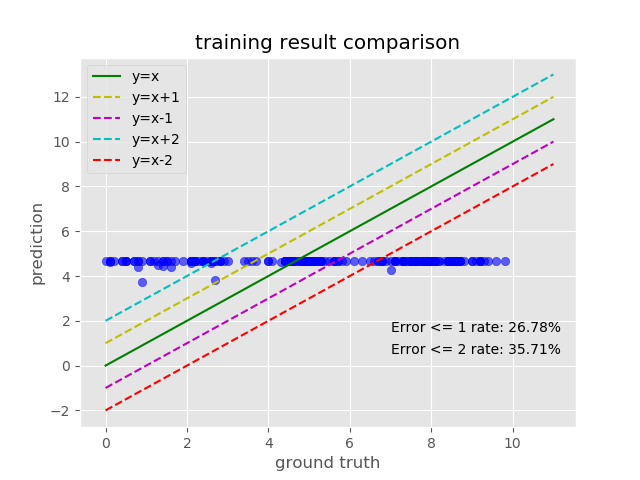 training result comparison
y=x
y=x+1
y=x-1
y=x+2
y=x-2
12
10
8
6
4
2
0
−2
prediction
Error <= 1 rate: 26.78%
Error <= 2 rate: 35.71%
0 2 4 6 8 10
ground truth